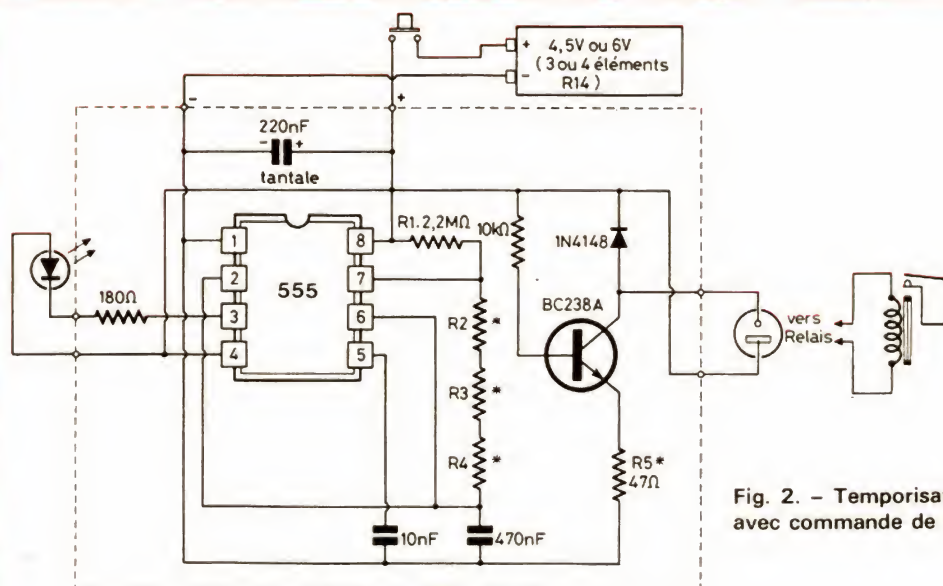 + 4,5V ou 6V
(3 ou 4 éléments
- R14)
- +
220nF
- +
tantale
1 8 R1.2,2MΩ 10kΩ 1N4148
2 7
555
180Ω 3 6 R2 * BC238A vers
Relais
4 5 R3 *
R4 * R5*
47Ω
10nF 470nF
Fig. 2. – Temporisa
avec commande de